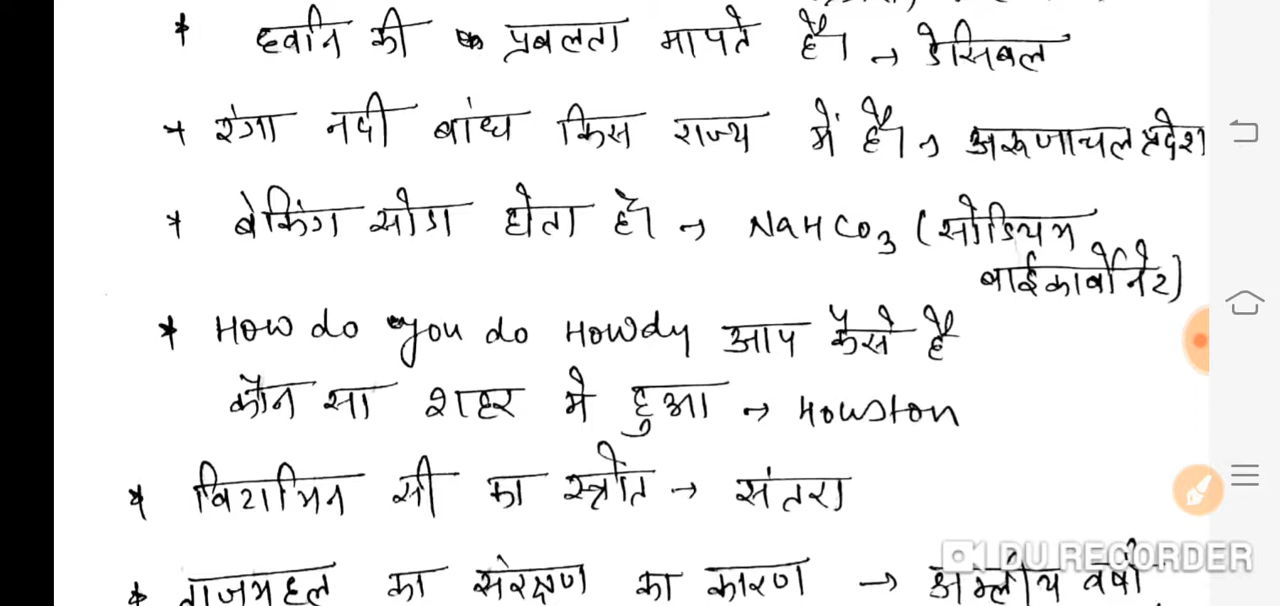 * ध्वनि की प्रबलता मापते हैं। → डेसिबल
* रंगा नदी बांध किस राज्य में है। → अरूणाचल प्रदेश
* बेकिंग सोडा होता है। → NaHCO3 (सोडियम
बाईकार्बोनेट)
* How do you do Howdy आप कैसे है
कौन सा शहर में हुआ → Houston
* विटामिन सी का स्त्रोत → संतरा
* ताजमहल का संरक्षण का कारण → अम्लीय वर्षा
DU RECORDER